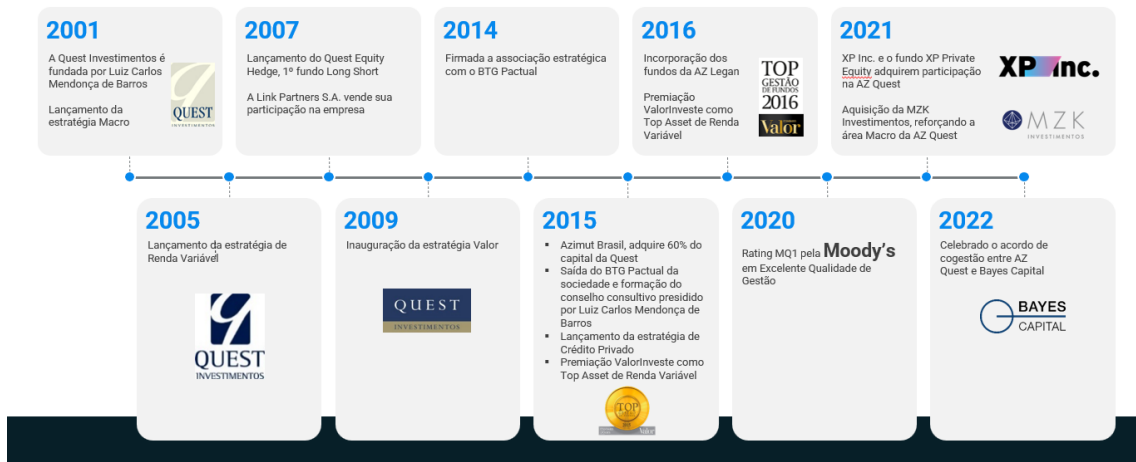 2001
A Quest Investimentos é
fundada por Luiz Carlos
Mendonça de Barros
Lançamento da
estratégia Macro
QUEST
INVESTIMENTOS
2005
Lançamento da estratégia de
Renda Variável
QUEST
INVESTIMENTOS
2007
Lançamento do Quest Equity
Hedge, 1º fundo Long Short
A Link Partners S.A. vende sua
participação na empresa
2009
Inauguração da estratégia Valor
QUEST
INVESTIMENTOS
2014
Firmada a associação estratégica
com o BTG Pactual
2015
▪ Azimut Brasil, adquire 60% do
capital da Quest
▪ Saída do BTG Pactual da
sociedade e formação do
conselho consultivo presidido
por Luiz Carlos Mendonça de
Barros
▪ Lançamento da estratégia de
Crédito Privado
▪ Premiação ValorInveste como
Top Asset de Renda Variável
TOP
Valor
2016
Incorporação dos
fundos da AZ Legan
Premiação
ValorInveste como
Top Asset de Renda
Variável
TOP
GESTÃO
DE FUNDOS
2016
Valor
2020
Rating MQ1 pela Moody's
em Excelente Qualidade de
Gestão
2021
XP Inc. e o fundo XP Private
Equity adquirem participação
na AZ Quest
Aquisição da MZK
Investimentos, reforçando a
área Macro da AZ Quest
XP inc.
MZK
INVESTIMENTOS
2022
Celebrado o acordo de
cogestão entre AZ
Quest e Bayes Capital
BAYES
CAPITAL